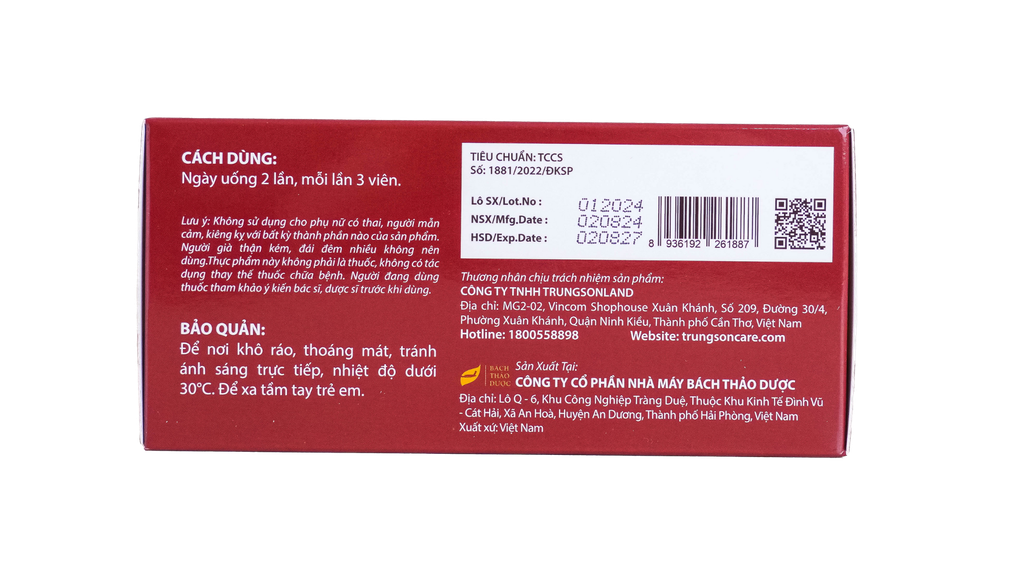 CÁCH DÙNG:
Ngày uống 2 lần, mỗi lần 3 viên.
Lưu ý: Không sử dụng cho phụ nữ có thai, người mẫn
cảm, kiêng kỵ với bất kỳ thành phần nào của sản phẩm.
Người già thận kém, đái đêm nhiều không nên
dùng.Thực phẩm này không phải là thuốc, không có tác
dụng thay thế thuốc chữa bệnh. Người đang dùng
thuốc tham khảo ý kiến bác sĩ, dược sĩ trước khi dùng.
BẢO QUẢN:
Để nơi khô ráo, thoáng mát, tránh
ánh sáng trực tiếp, nhiệt độ dưới
30°C. Để xa tầm tay trẻ em.
TIÊU CHUẨN: TCCS
Số: 1881/2022/ĐKSP
Lô SX/Lot.No : 012024
NSX/Mfg.Date : 020824
HSD/Exp.Date : 020827
8 936192 261887
Thương nhân chịu trách nhiệm sản phẩm:
CÔNG TY TNHH TRUNGSONLAND
Địa chỉ: MG2-02, Vincom Shophouse Xuân Khánh, Số 209, Đường 30/4,
Phường Xuân Khánh, Quận Ninh Kiều, Thành phố Cần Thơ, Việt Nam
Hotline: 1800558898 Website: trungsoncare.com
BÁCH
THẢO
DƯỢC
Sản Xuất Tại:
CÔNG TY CỔ PHẦN NHÀ MÁY BÁCH THẢO DƯỢC
Địa chỉ: Lô Q - 6, Khu Công Nghiệp Tràng Duệ, Thuộc Khu Kinh Tế Đình Vũ
- Cát Hải, Xã An Hoà, Huyện An Dương, Thành phố Hải Phòng, Việt Nam
Xuất xứ: Việt Nam